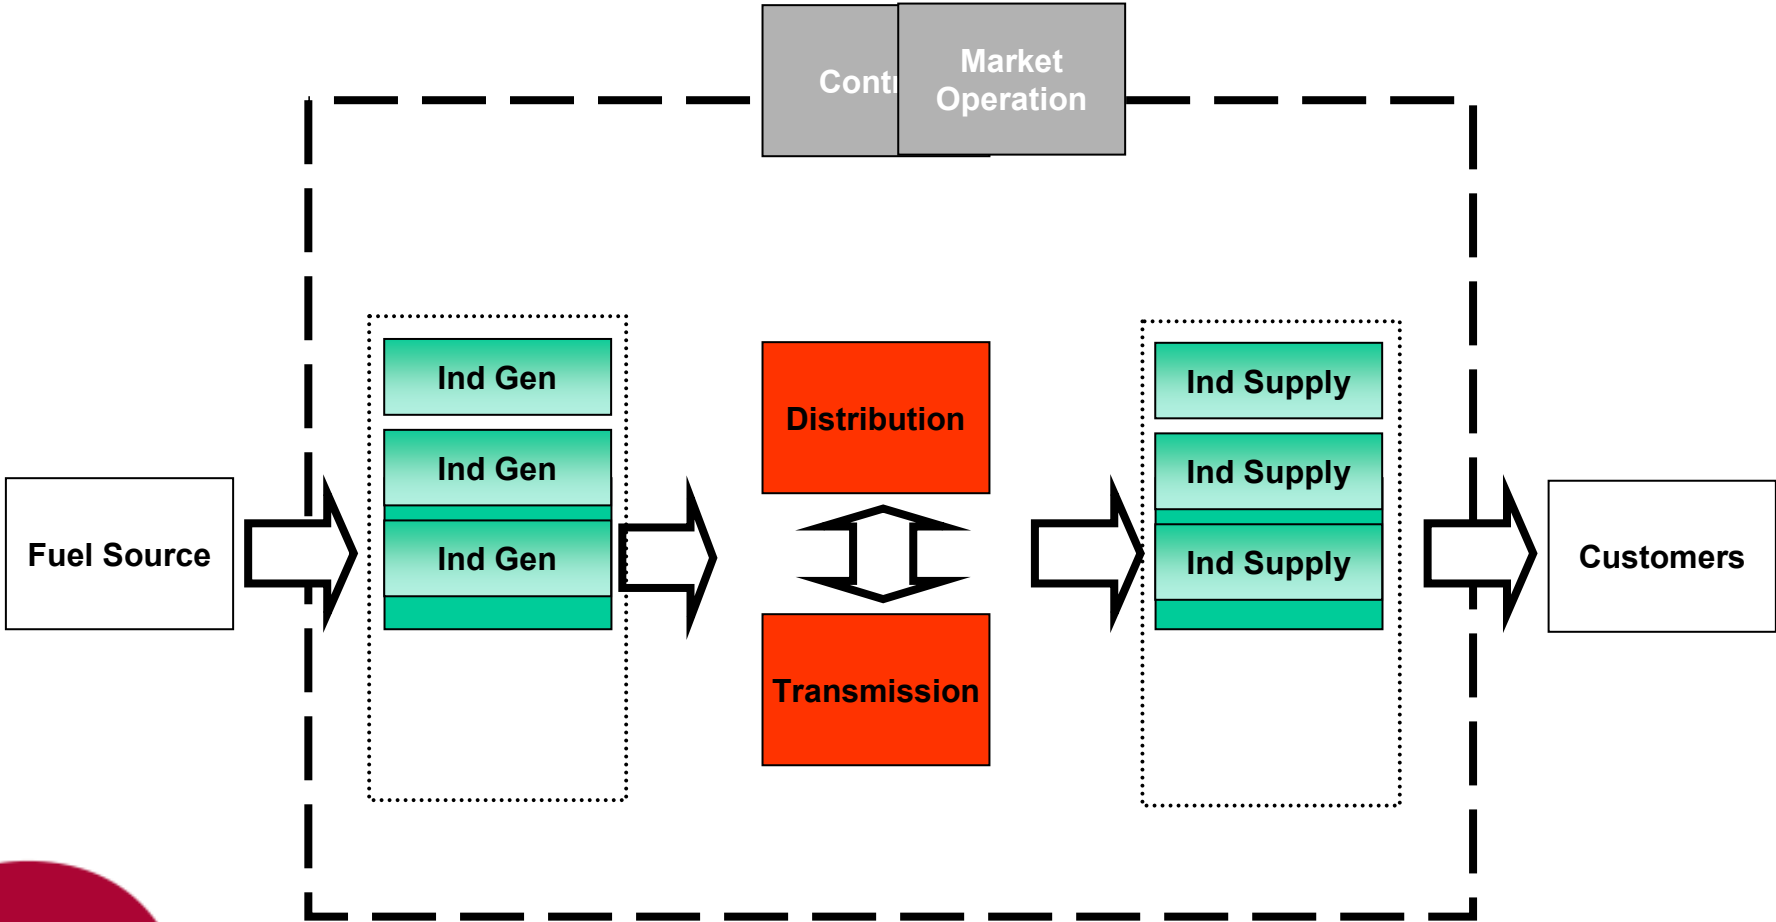 Market
Operation
Ind Gen
Ind Gen
Ind Gen
Distribution
Transmission
Ind Supply
Ind Supply
Ind Supply
Fuel Source
Customers